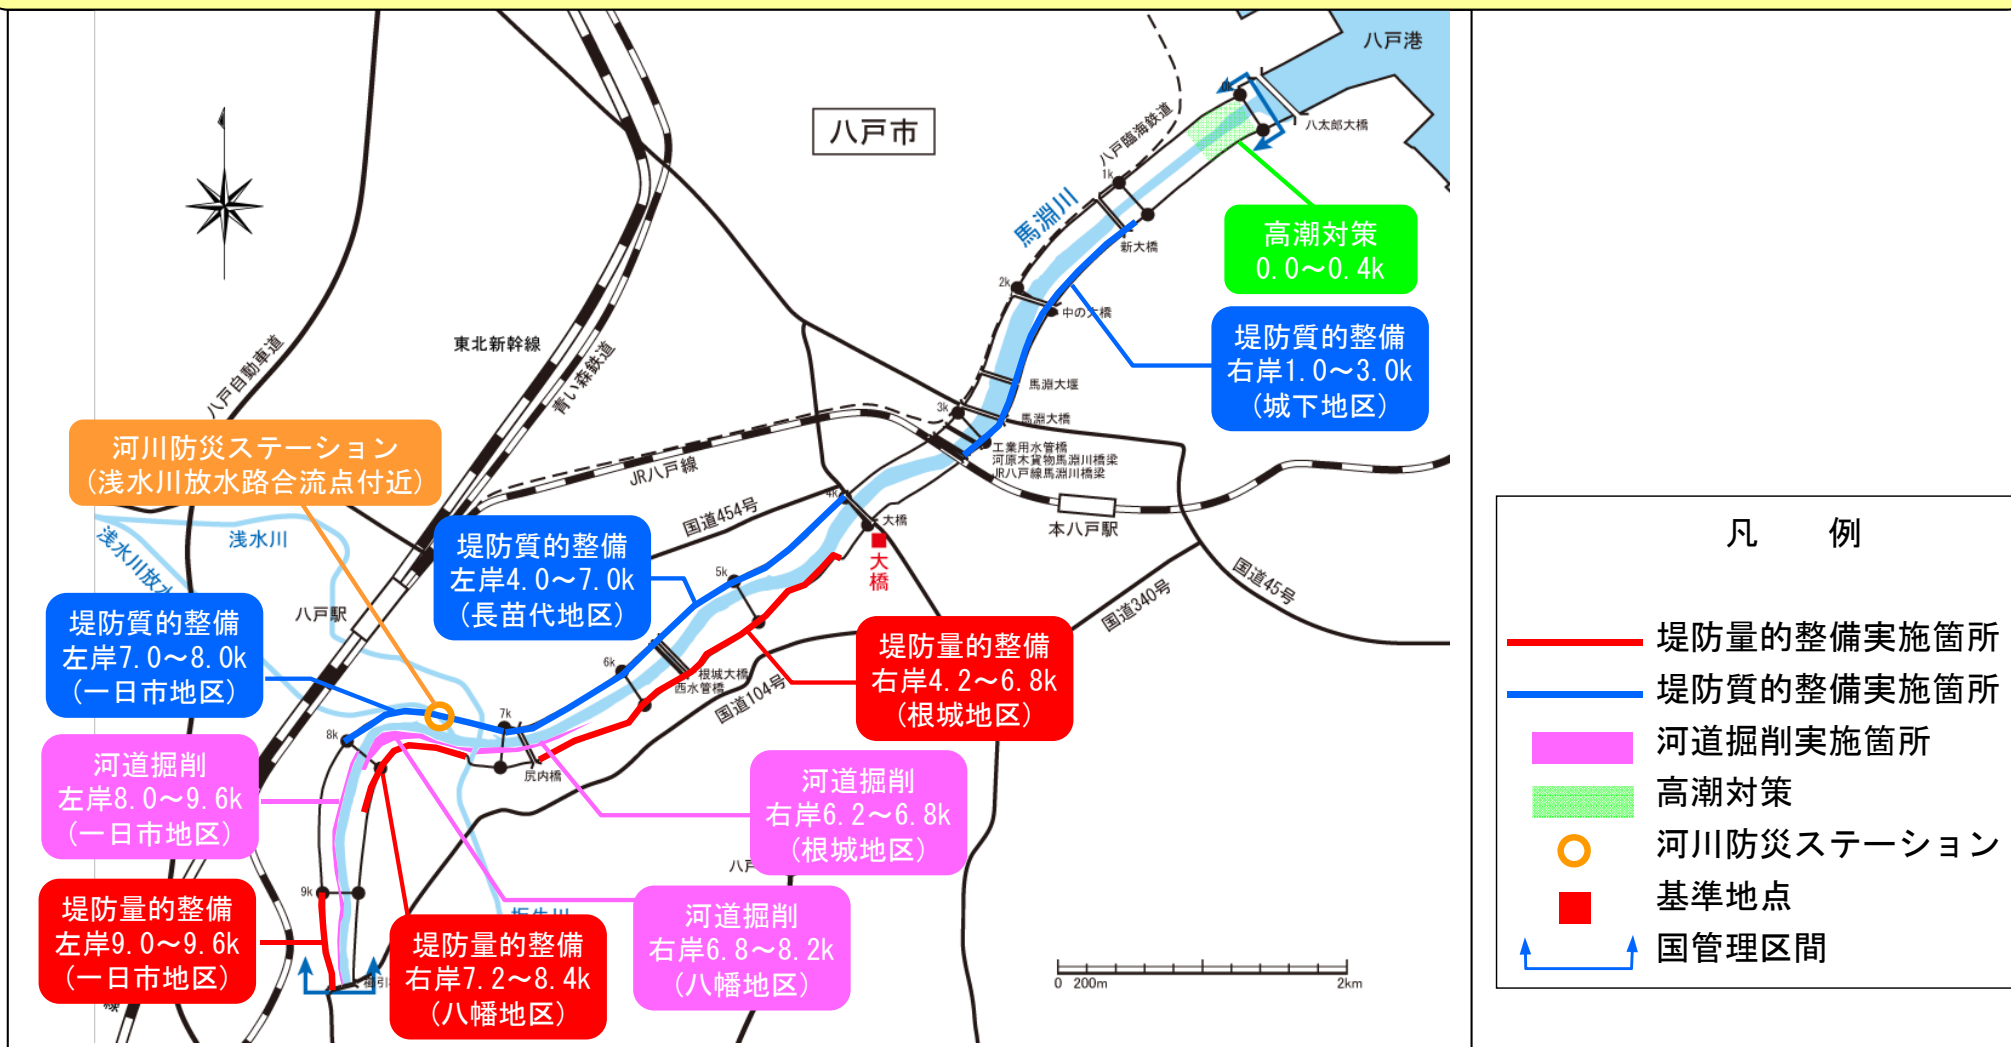 八戸港
0k
八太郎大橋
八戸市
八戸臨海鉄道
1k
馬淵川
新大橋
高潮対策
0.0～0.4k
2k
中の大橋
堤防質的整備
右岸1.0～3.0k
(城下地区)
東北新幹線
青い森鉄道
八戸自動車道
馬淵大堰
3k
馬淵大橋
工業用水管橋
河原木貨物馬淵川橋梁
JR八戸線馬淵川橋梁
河川防災ステーション
(浅水川放水路合流点付近)
JR八戸線
4k
国道454号
大橋
本八戸駅
大橋
浅水川
浅水川放水
堤防質的整備
左岸4.0～7.0k
(長苗代地区)
5k
国道340号
国道45号
八戸駅
堤防質的整備
左岸7.0～8.0k
(一日市地区)
6k
根城大橋
西水管橋
国道104号
堤防量的整備
右岸4.2～6.8k
(根城地区)
7k
8k
尻内橋
河道掘削
左岸8.0～9.6k
(一日市地区)
河道掘削
右岸6.2～6.8k
(根城地区)
八戸
9k
堤防量的整備
左岸9.0～9.6k
(一日市地区)
堤防量的整備
右岸7.2～8.4k
(八幡地区)
河道掘削
右岸6.8～8.2k
(八幡地区)
櫛引
線
0 200m 2km
凡 例
堤防量的整備実施箇所
堤防質的整備実施箇所
河道掘削実施箇所
高潮対策
河川防災ステーション
基準地点
国管理区間